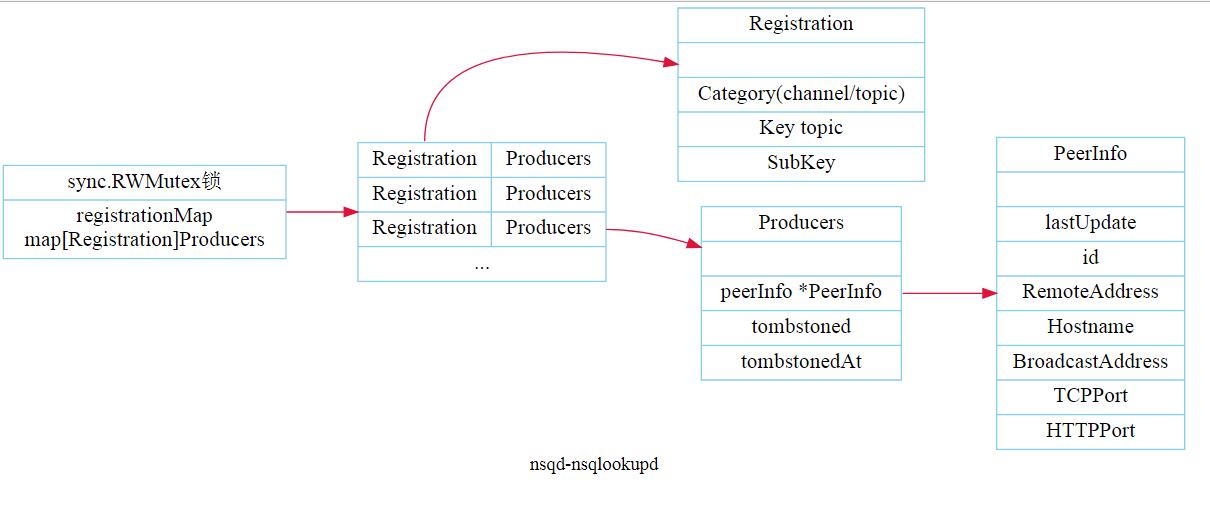 sync.RWMutex锁
registrationMap
map[Registration]Producers
Registration Producers
Registration Producers
Registration Producers
...
Registration
Category(channel/topic)
Key topic
SubKey
Producers
peerInfo *PeerInfo
tombstoned
tombstonedAt
PeerInfo
lastUpdate
id
RemoteAddress
Hostname
BroadcastAddress
TCPPort
HTTPPort
nsqd-nsqlookupd